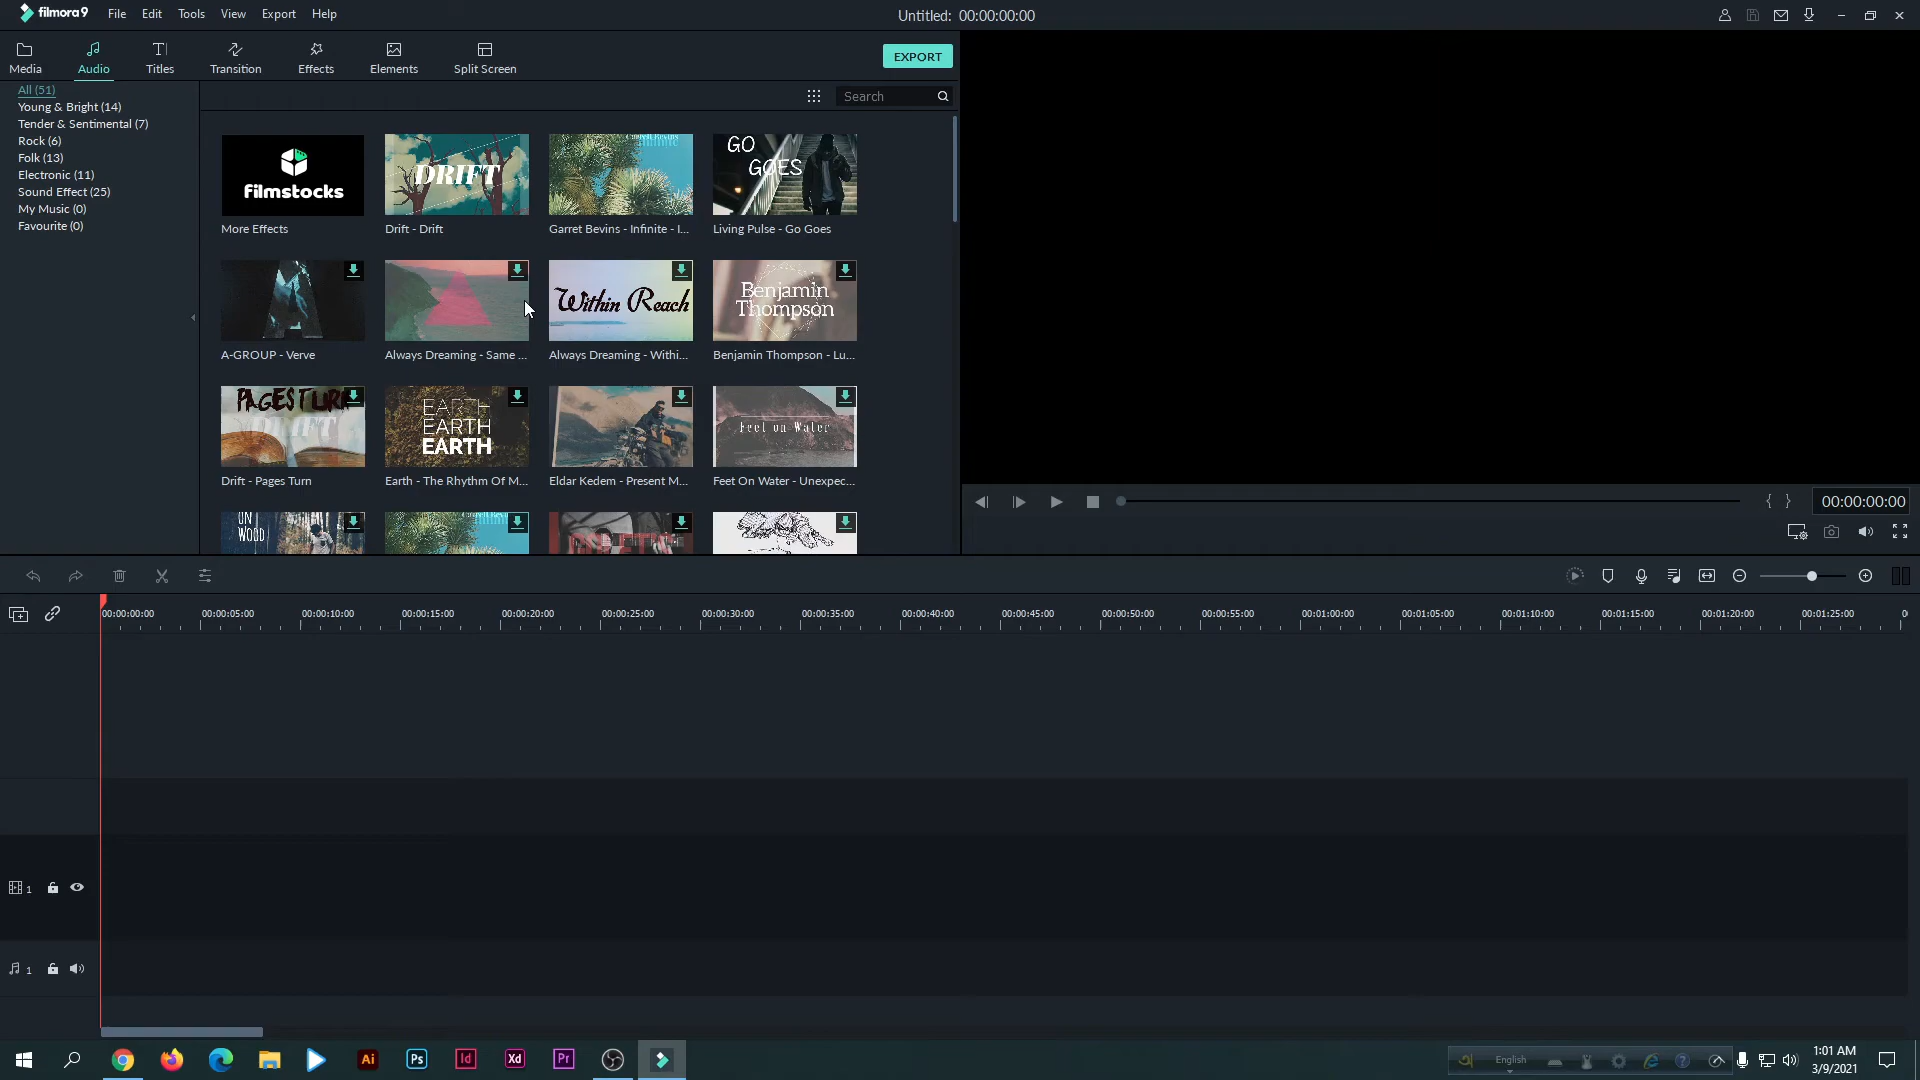 filmora9 File Edit Tools View Export Help
Untitled: 00:00:00:00
Media Audio Titles Transition Effects Elements Split Screen
EXPORT
All (51)
Young & Bright (14)
Tender & Sentimental (7)
Rock (6)
Folk (13)
Electronic (11)
Sound Effect (25)
My Music (0)
Favourite (0)
Search
filmstocks
DRIFT
GO
GOES
More Effects
Drift - Drift
Garret Bevins - Infinite - I...
Living Pulse - Go Goes
A
Within Reach
Benjamin
Thompson
A-GROUP - Verve
Always Dreaming - Same ...
Always Dreaming - Withi...
Benjamin Thompson - Lu...
PAGES TURN
DRIFT
EARTH
EARTH
EARTH
Feet on Water
Drift - Pages Turn
Earth - The Rhythm Of M...
Eldar Kedem - Present M...
Feet On Water - Unexpec...
ON
WOOD
00:00:00:00
00:00:00:00 00:00:05:00 00:00:10:00 00:00:15:00 00:00:20:00 00:00:25:00 00:00:30:00 00:00:35:00 00:00:40:00 00:00:45:00 00:00:50:00 00:00:55:00 00:01:00:00 00:01:05:00 00:01:10:00 00:01:15:00 00:01:20:00 00:01:25:00
1
1
Ai Ps Id Xd Pr
English
1:01 AM
3/9/2021